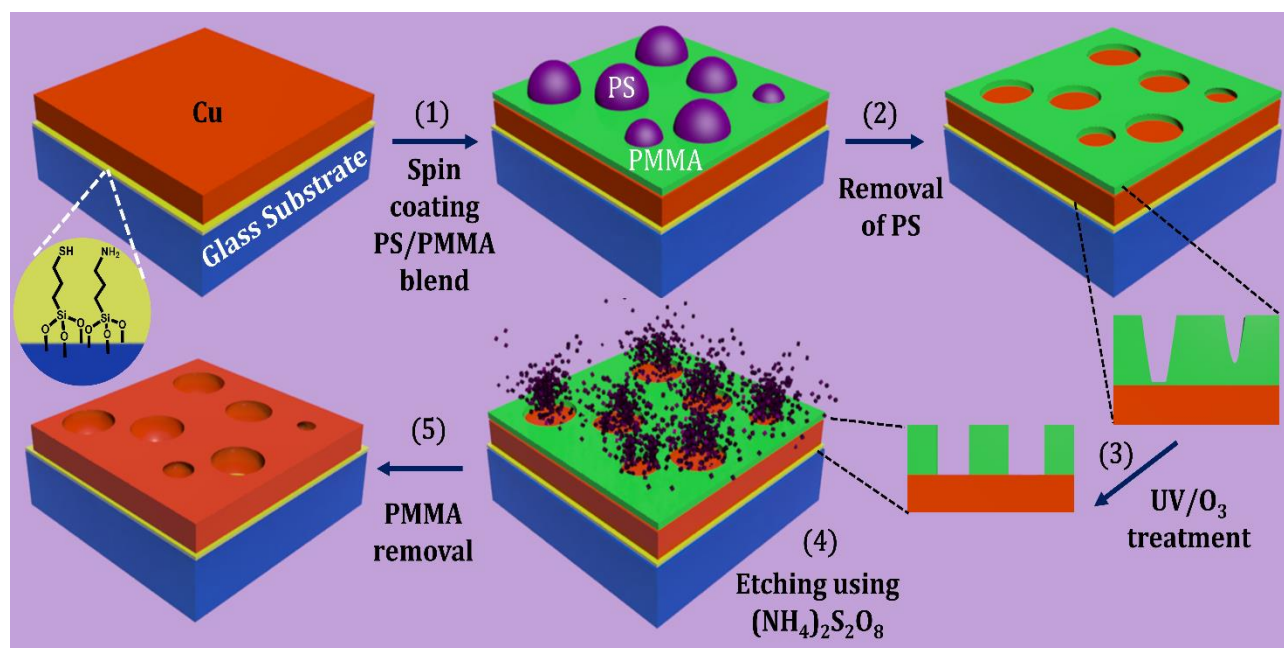 Cu
Glass Substrate
SH
NH₂
Si
Si
O
O
O
O
O
O
(1)
Spin
coating
PS/PMMA
blend
PS
PMMA
(2)
Removal
of PS
(3)
UV/O₃
treatment
(4)
Etching using
(NH₄)₂S₂O₈
(5)
PMMA
removal